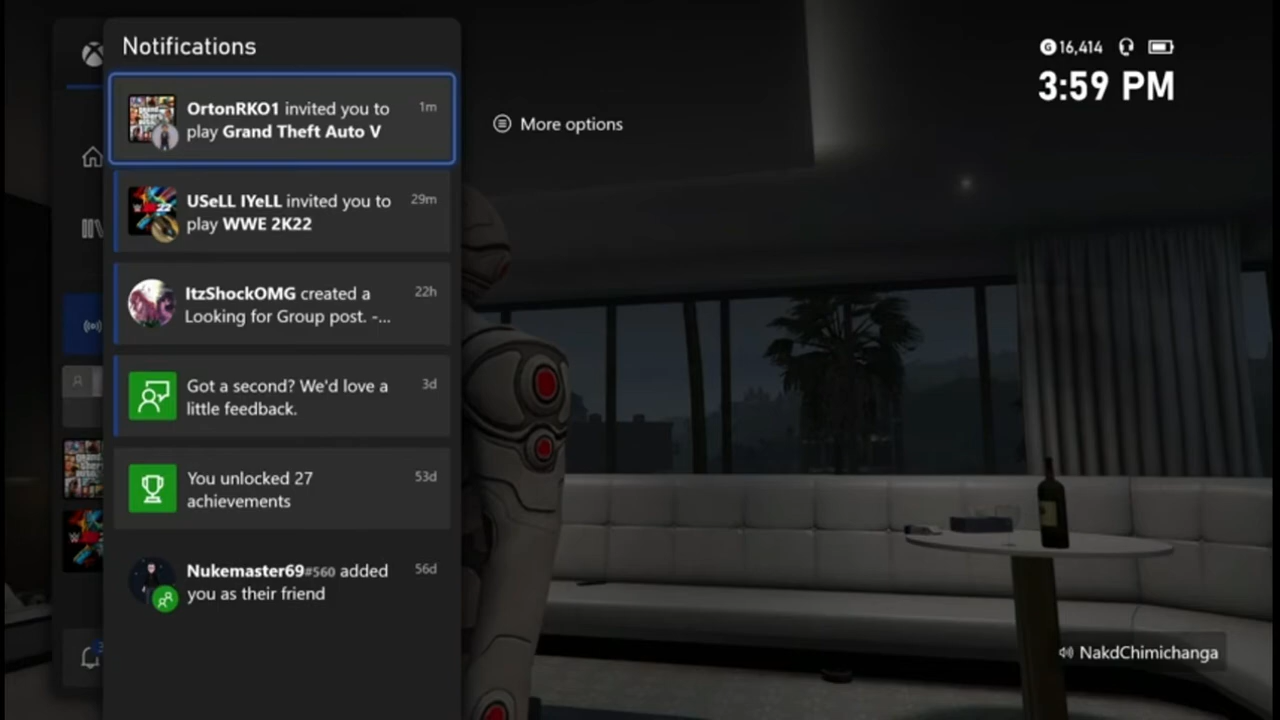 Notifications
OrtonRKO1 invited you to
play Grand Theft Auto V
1m
USeLL IYeLL invited you to
play WWE 2K22
29m
ItzShockOMG created a
Looking for Group post. -...
22h
Got a second? We'd love a
little feedback.
3d
You unlocked 27
achievements
53d
Nukemaster69#560 added
you as their friend
56d
More options
G 16,414
3:59 PM
NakdChimichanga